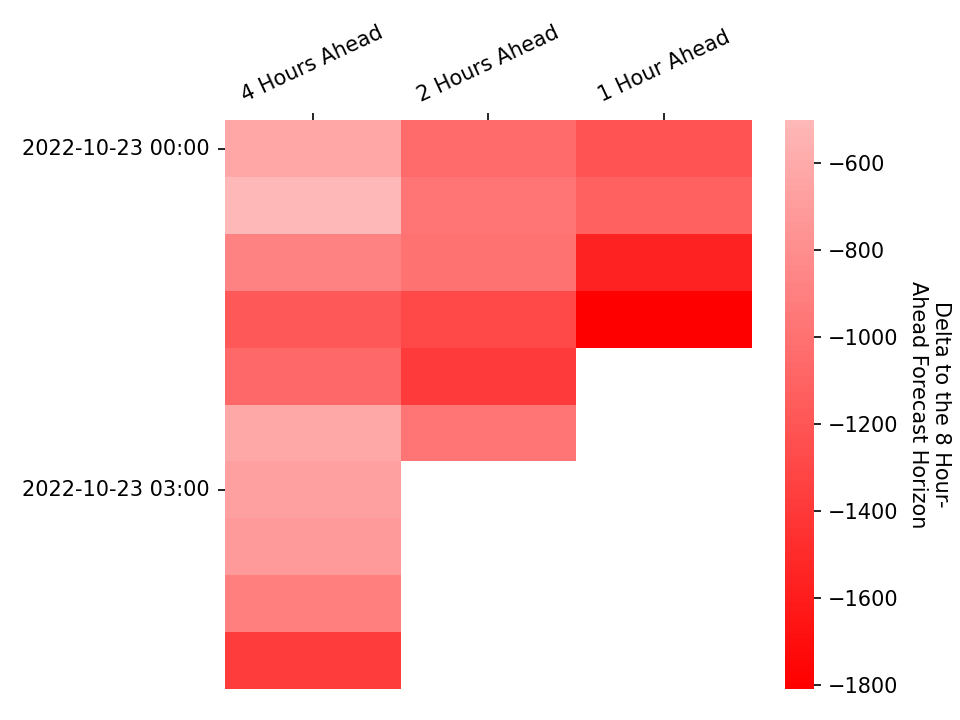 4 Hours Ahead
2 Hours Ahead
1 Hour Ahead
2022-10-23 00:00
2022-10-23 03:00
−600
−800
−1000
−1200
−1400
−1600
−1800
Delta to the 8 Hour-
Ahead Forecast Horizon